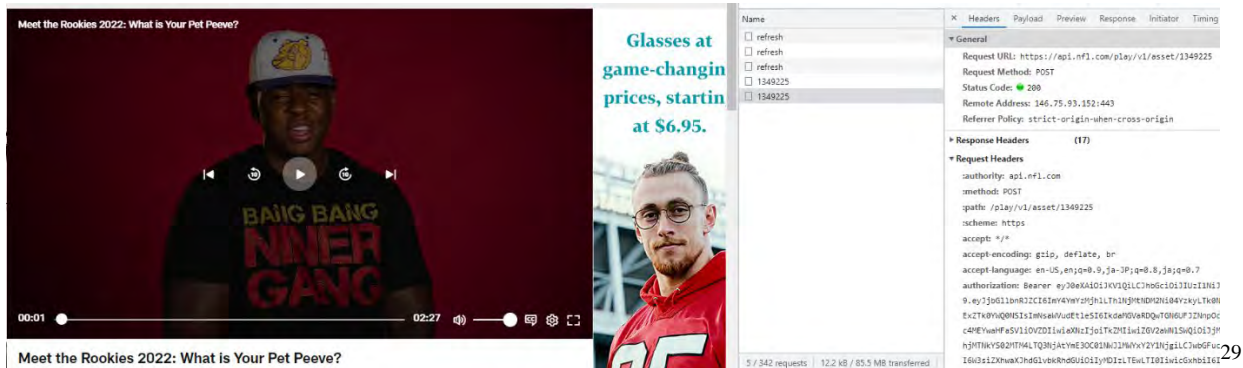 Meet the Rookies 2022: What is Your Pet Peeve?
BANG BANG
NINER
GANG
00:01
02:27
Meet the Rookies 2022: What is Your Pet Peeve?
Glasses at
game-changin
prices, startin
at $6.95.
Name
refresh
refresh
refresh
1349225
1349225
5 / 342 requests
12.2 kB / 85.5 MB transferred
× Headers Payload Preview Response Initiator Timing
▼General
Request URL: https://api.nfl.com/play/v1/asset/1349225
Request Method: POST
Status Code: 200
Remote Address: 146.75.93.152:443
Referrer Policy: strict-origin-when-cross-origin
▶Response Headers (17)
▼Request Headers
:authority: api.nfl.com
:method: POST
:path: /play/v1/asset/1349225
:scheme: https
accept: */*
accept-encoding: gzip, deflate, br
accept-language: en-US,en;q=0.9,ja-JP;q=0.8,ja;q=0.7
authorization: Bearer
29